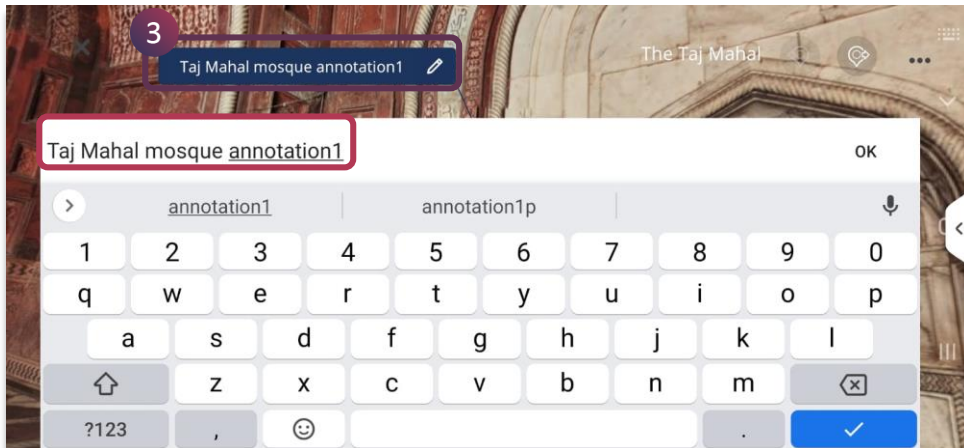 3
Taj Mahal mosque annotation1
The Taj Mahal
Taj Mahal mosque annotation1
OK
annotation1 annotation1p
1 2 3 4 5 6 7 8 9 0
q w e r t y u i o p
a s d f g h j k l
z x c v b n m
?123 , .